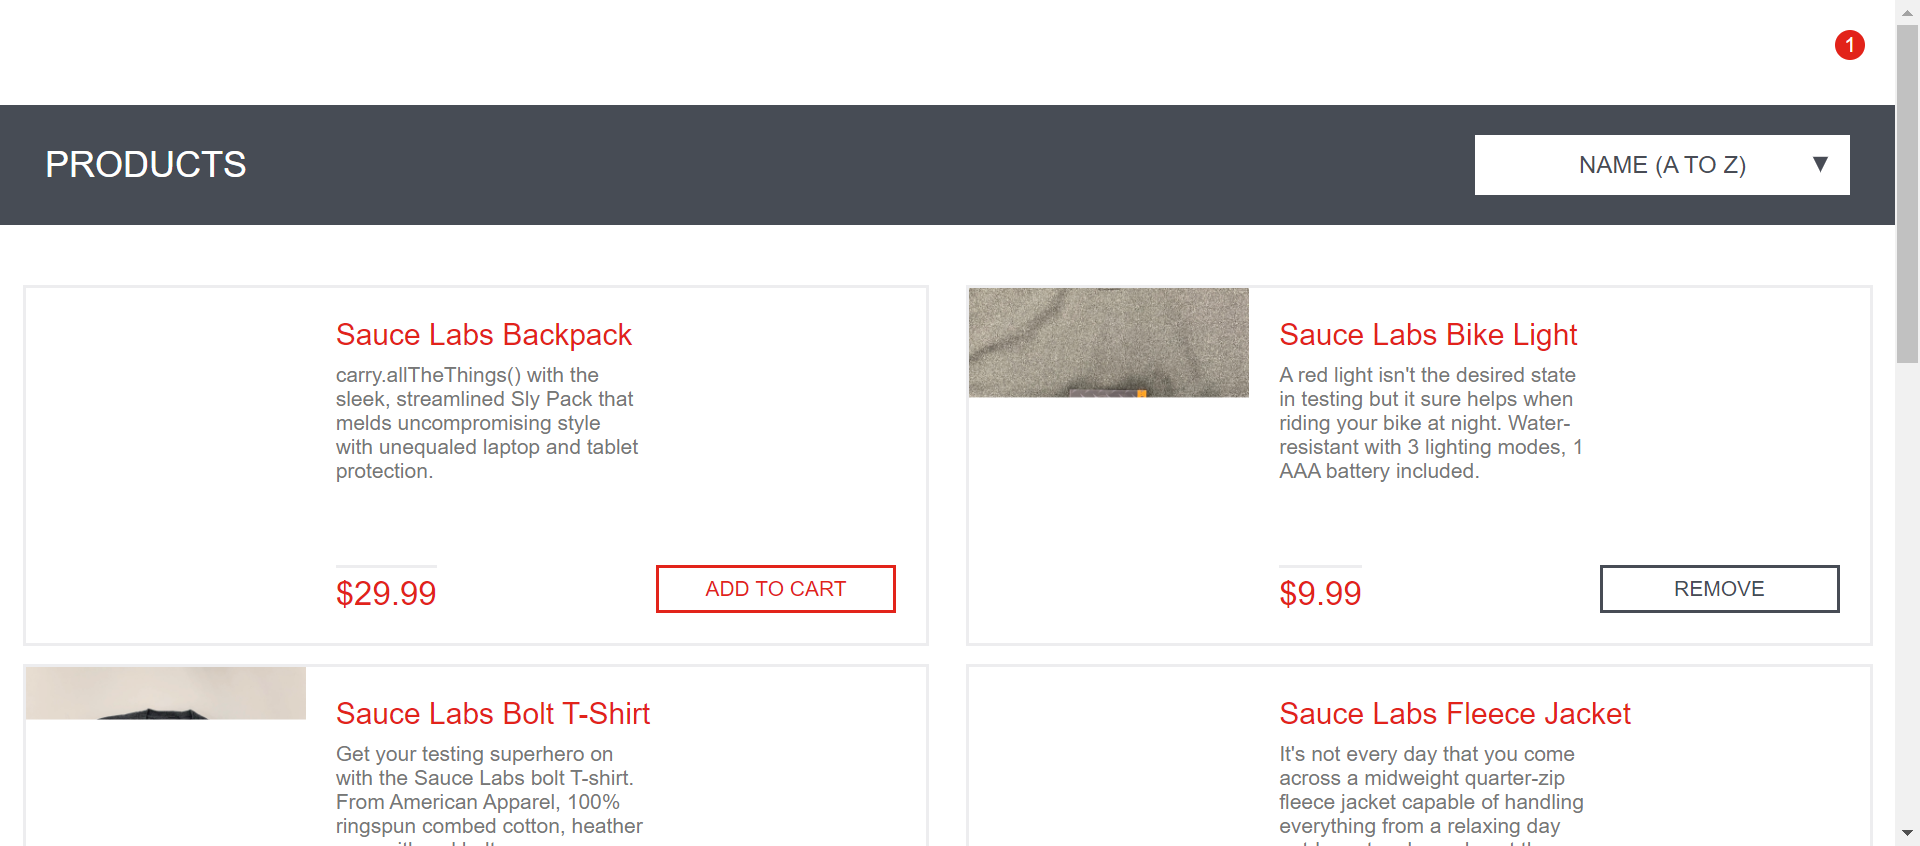 1
PRODUCTS
NAME (A TO Z) ▼
Sauce Labs Backpack
carry.allTheThings() with the
sleek, streamlined Sly Pack that
melds uncompromising style
with unequaled laptop and tablet
protection.
$29.99
ADD TO CART
Sauce Labs Bike Light
A red light isn't the desired state
in testing but it sure helps when
riding your bike at night. Water-
resistant with 3 lighting modes, 1
AAA battery included.
$9.99
REMOVE
Sauce Labs Bolt T-Shirt
Get your testing superhero on
with the Sauce Labs bolt T-shirt.
From American Apparel, 100%
ringspun combed cotton, heather
Sauce Labs Fleece Jacket
It's not every day that you come
across a midweight quarter-zip
fleece jacket capable of handling
everything from a relaxing day